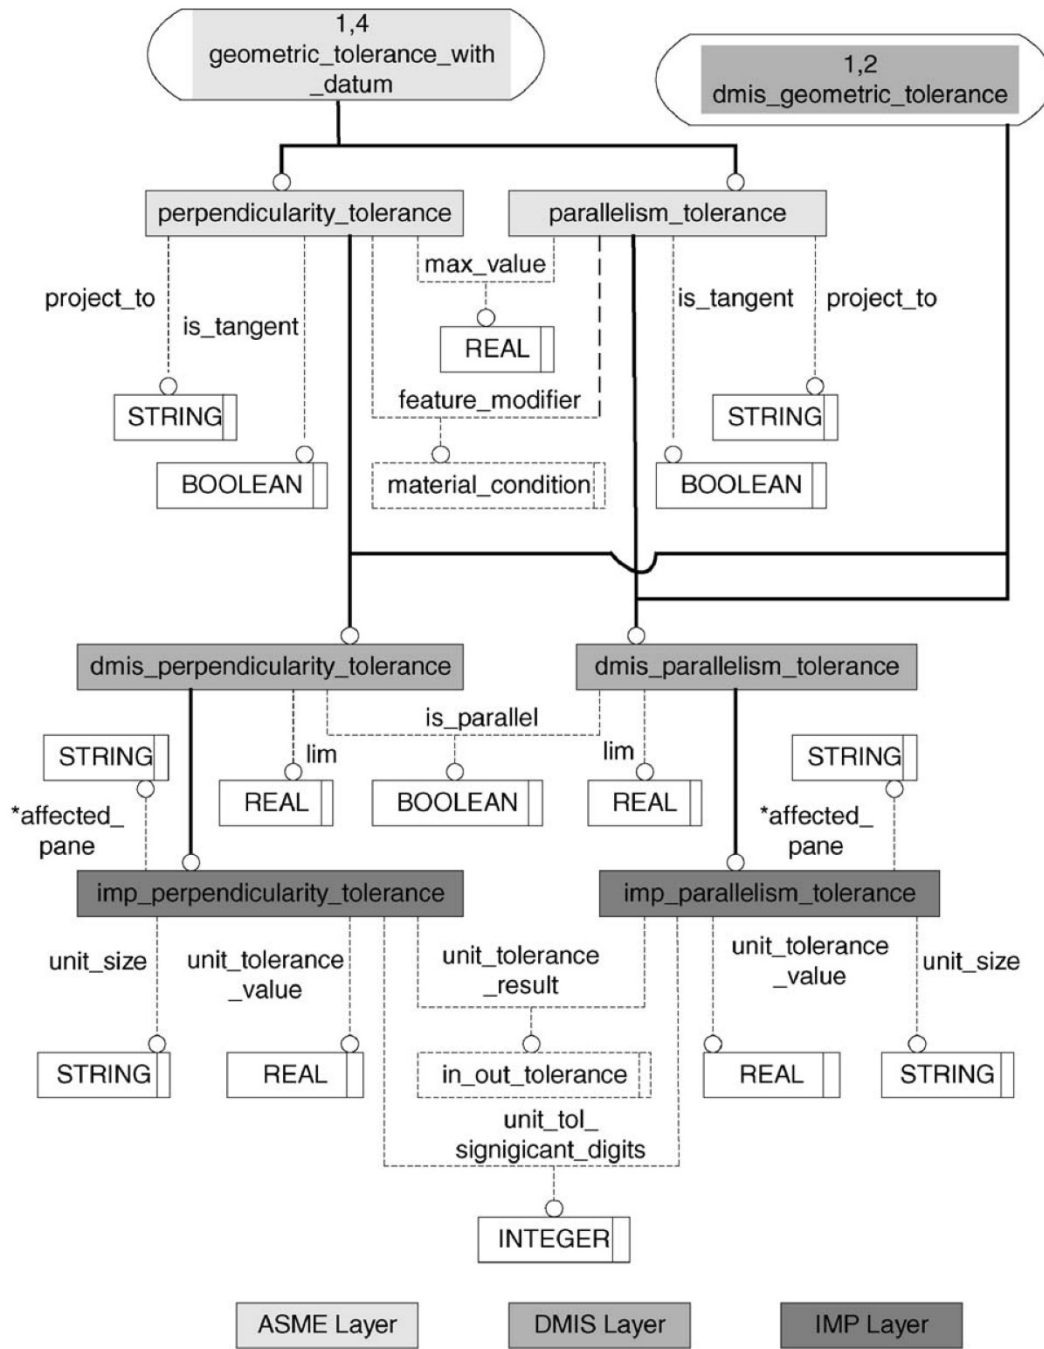 1,4
geometric_tolerance_with
_datum
1,2
dmis_geometric_tolerance
perpendicularity_tolerance
parallelism_tolerance
max_value
project_to
is_tangent
is_tangent
project_to
REAL
feature_modifier
STRING
STRING
BOOLEAN
material_condition
BOOLEAN
dmis_perpendicularity_tolerance
dmis_parallelism_tolerance
is_parallel
STRING
lim
lim
STRING
REAL
BOOLEAN
REAL
*affected_
pane
*affected_
pane
imp_perpendicularity_tolerance
imp_parallelism_tolerance
unit_size
unit_tolerance
_value
unit_tolerance
_result
unit_tolerance
_value
unit_size
STRING
REAL
in_out_tolerance
REAL
STRING
unit_tol_
signigicant_digits
INTEGER
ASME Layer
DMIS Layer
IMP Layer